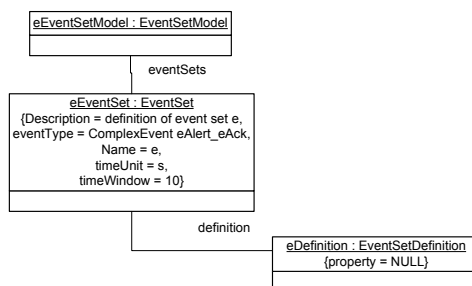 eEventSetModel : EventSetModel
eventSets
eEventSet : EventSet
{Description = definition of event set e,
eventType = ComplexEvent eAlert_eAck,
Name = e,
timeUnit = s,
timeWindow = 10}
definition
eDefinition : EventSetDefinition
{property = NULL}